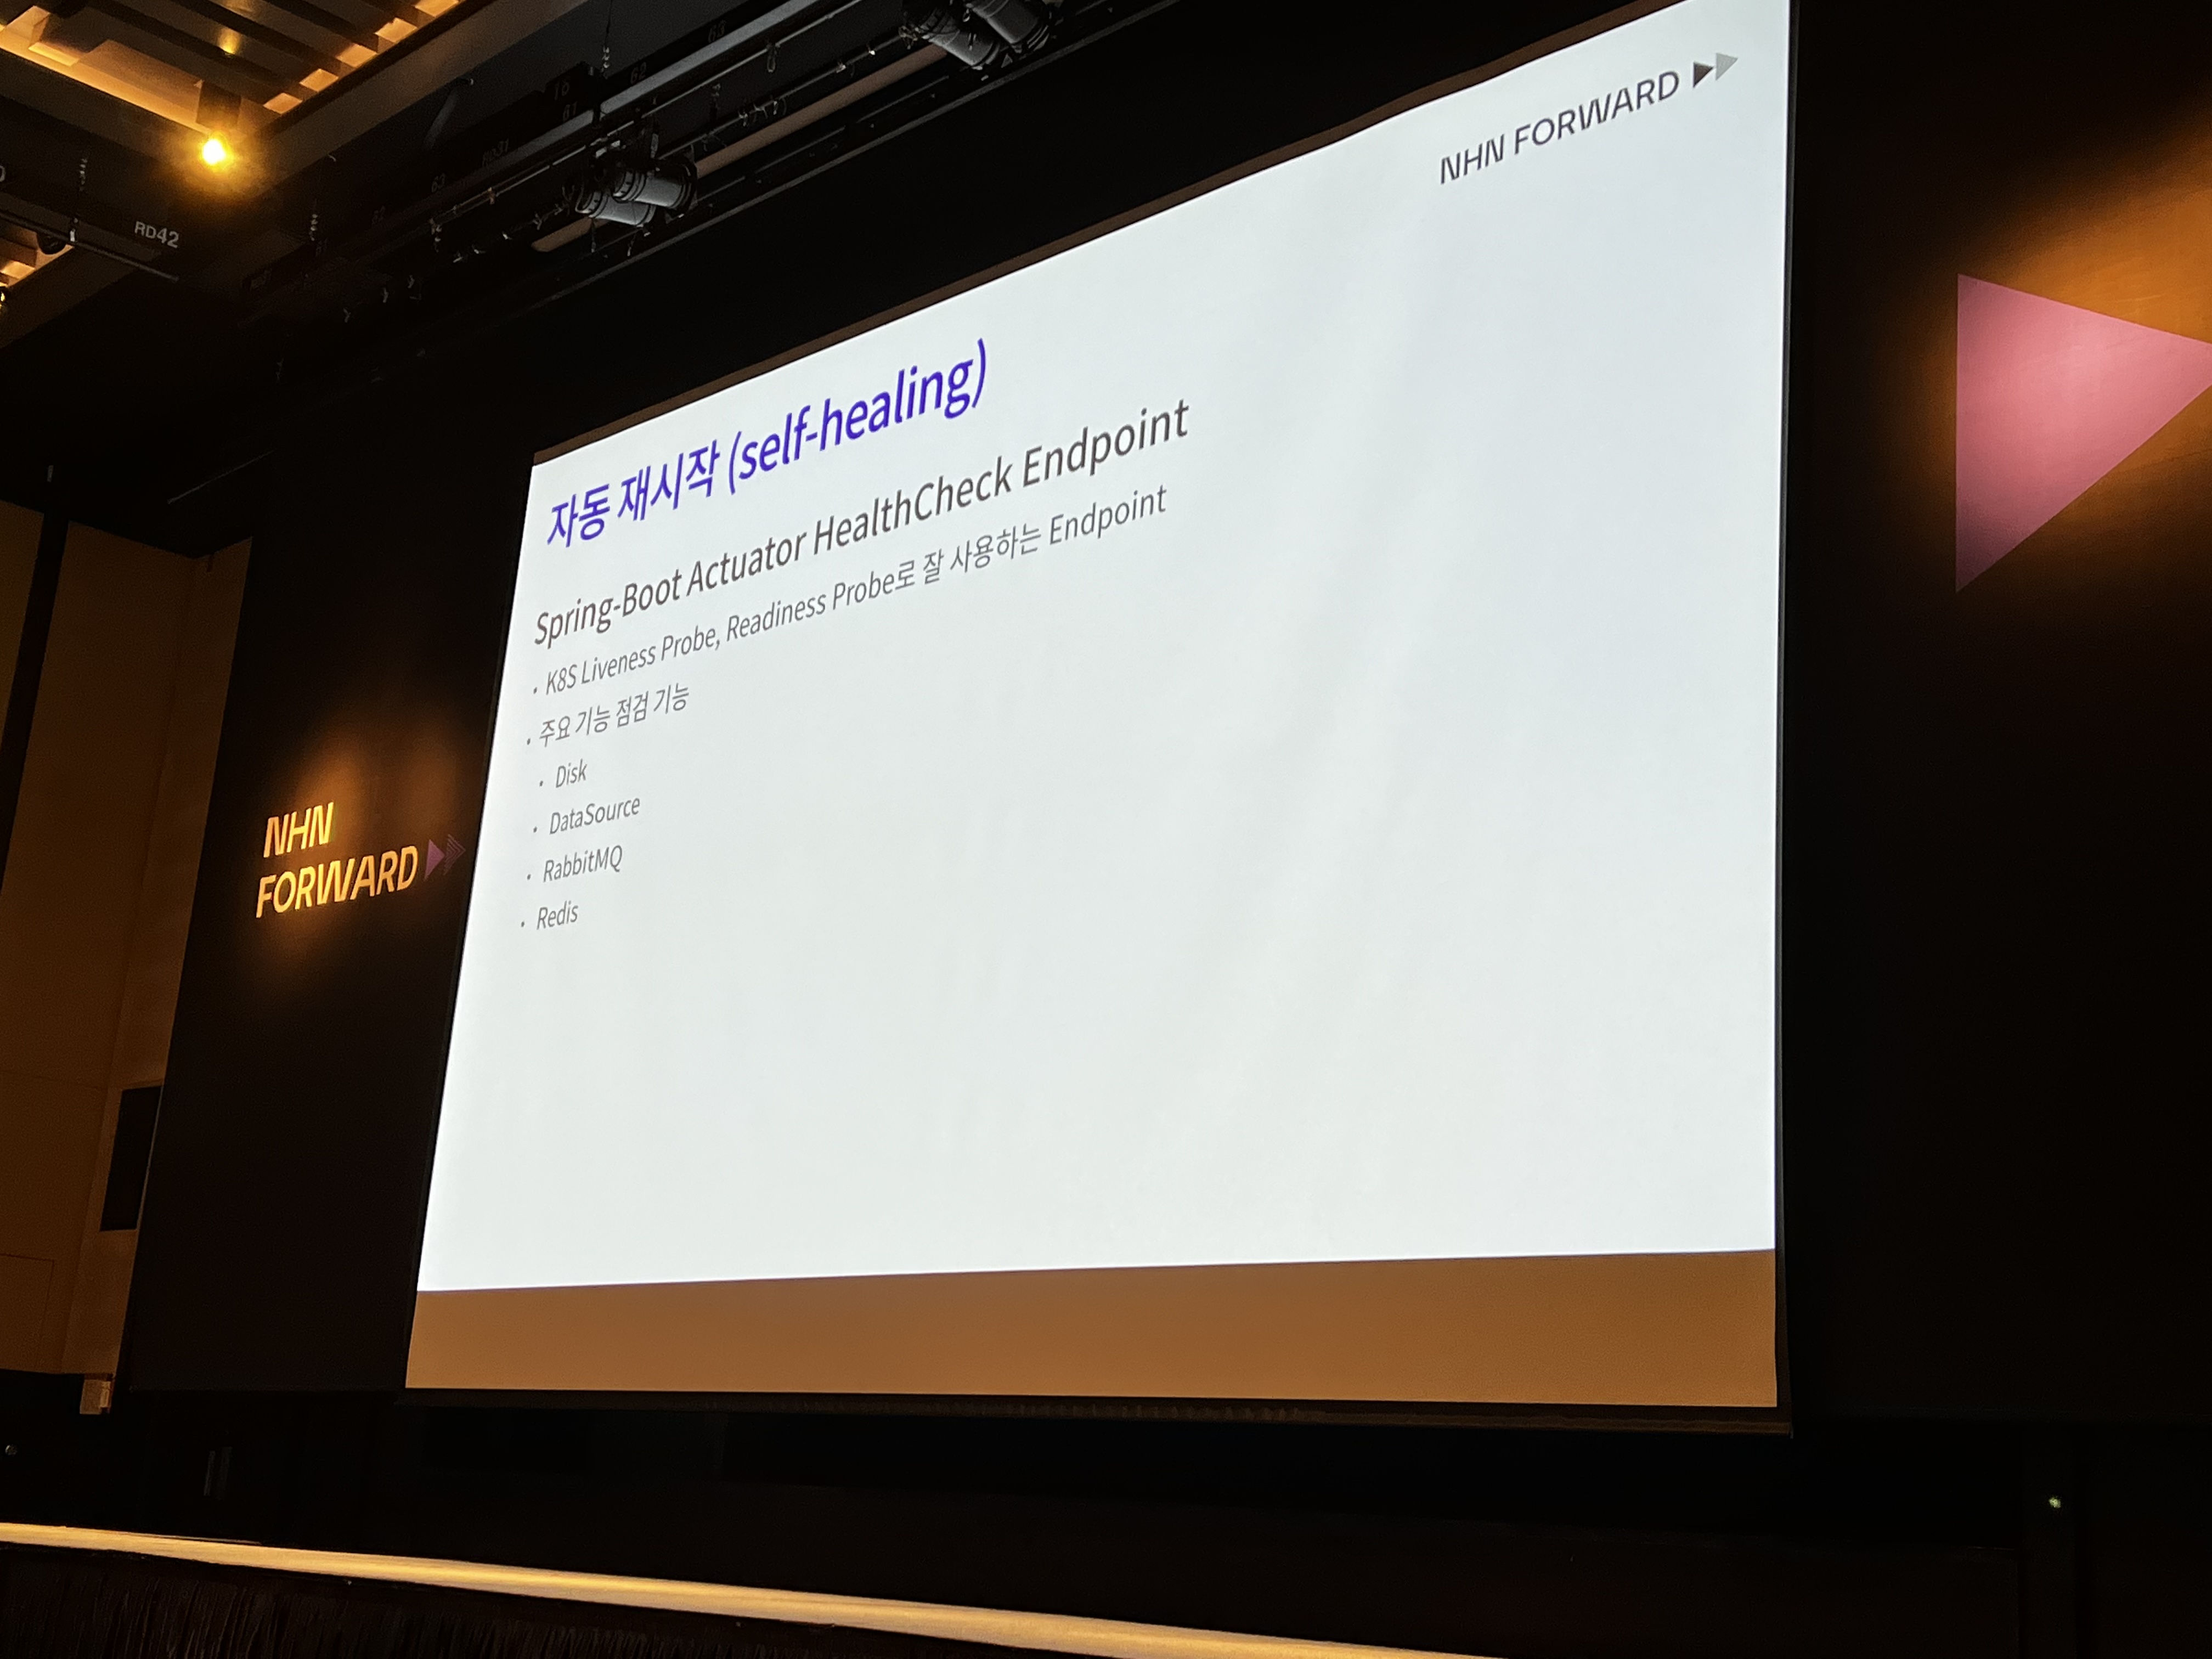 NHN FORWARD
자동 재시작 (self-healing)
Spring-Boot Actuator HealthCheck Endpoint
• K8S Liveness Probe, Readiness Probe로 잘 사용하는 Endpoint
• 주요 기능 점검 기능
• Disk
• DataSource
• RabbitMQ
• Redis
NHN
FORWARD
RD42